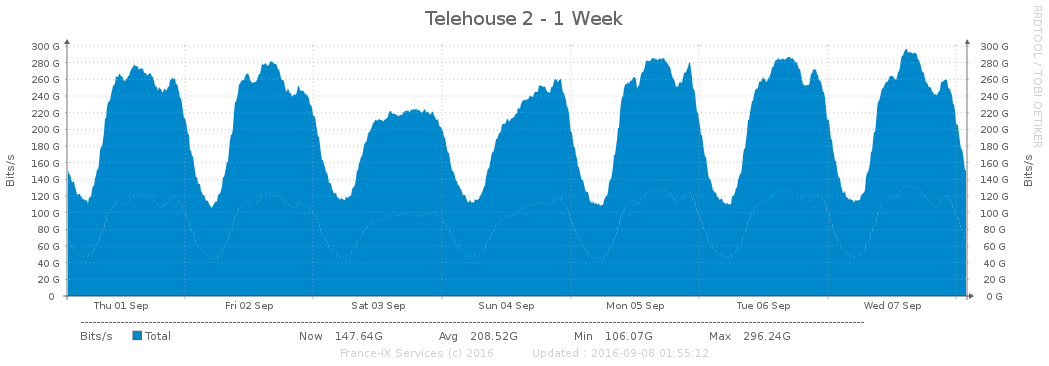 Telehouse 2 - 1 Week
RRDTOOL / TOBI OETIKER
Bits/s
300 G
280 G
260 G
240 G
220 G
200 G
180 G
160 G
140 G
120 G
100 G
80 G
60 G
40 G
20 G
0
300 G
280 G
260 G
240 G
220 G
200 G
180 G
160 G
140 G
120 G
100 G
80 G
60 G
40 G
20 G
0 G
Bits/s
Thu 01 Sep Fri 02 Sep Sat 03 Sep Sun 04 Sep Mon 05 Sep Tue 06 Sep Wed 07 Sep
Bits/s Total Now 147.64G Avg 208.52G Min 106.07G Max 296.24G
France-IX Services (c) 2016 Updated : 2016-09-08 01:55:12